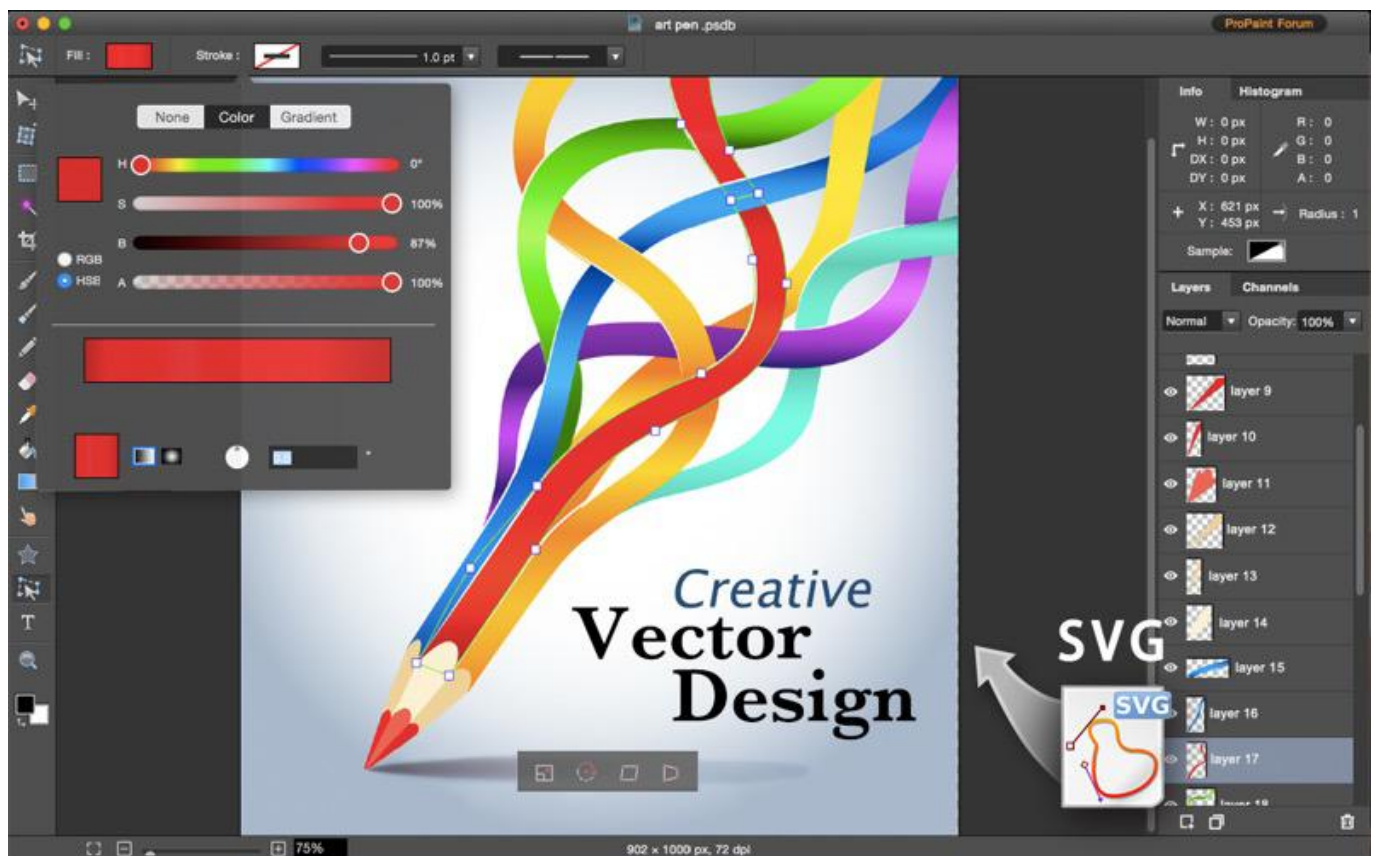 art pen .psdb
ProPaint Forum
Fill :
Stroke :
1.0 pt
None Color Gradient
H 0°
S 100%
B 87%
RGB
HSB
A 100%
Info Histogram
W : 0 px R : 0
H : 0 px G : 0
DX : 0 px B : 0
DY : 0 px A : 0
X : 621 px
Y : 453 px
Radius : 1
Sample:
Layers Channels
Normal Opacity: 100%
layer 9
layer 10
layer 11
layer 12
layer 13
layer 14
layer 15
layer 16
layer 17
layer 18
Creative
Vector
Design
SVG
SVG
T
75%
902 x 1000 px, 72 dpi